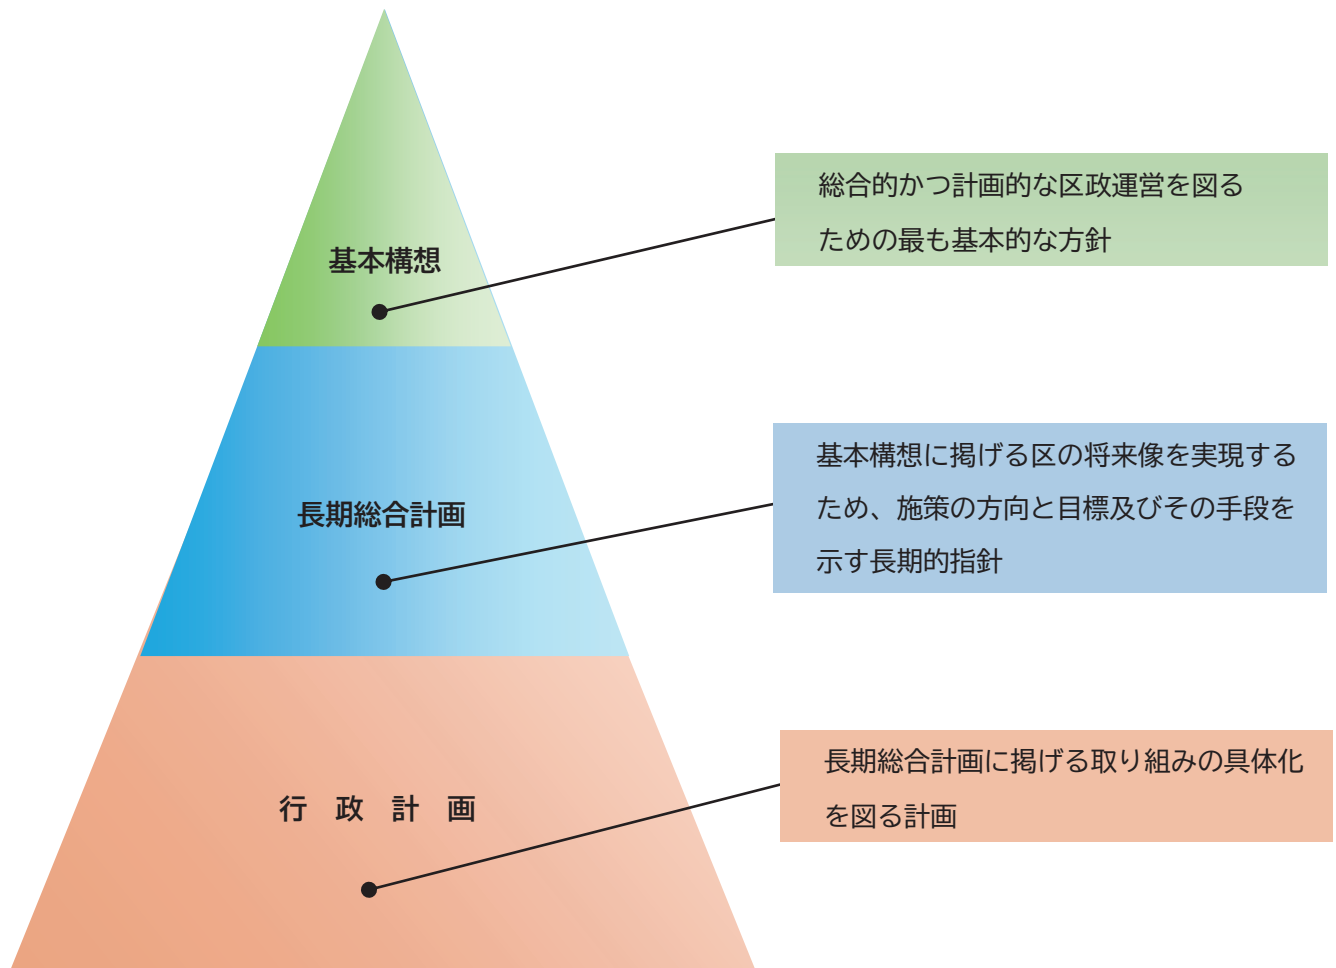 基本構想
総合的かつ計画的な区政運営を図る
ための最も基本的な方針
長期総合計画
基本構想に掲げる区の将来像を実現する
ため、施策の方向と目標及びその手段を
示す長期的指針
行　政　計　画
長期総合計画に掲げる取り組みの具体化
を図る計画